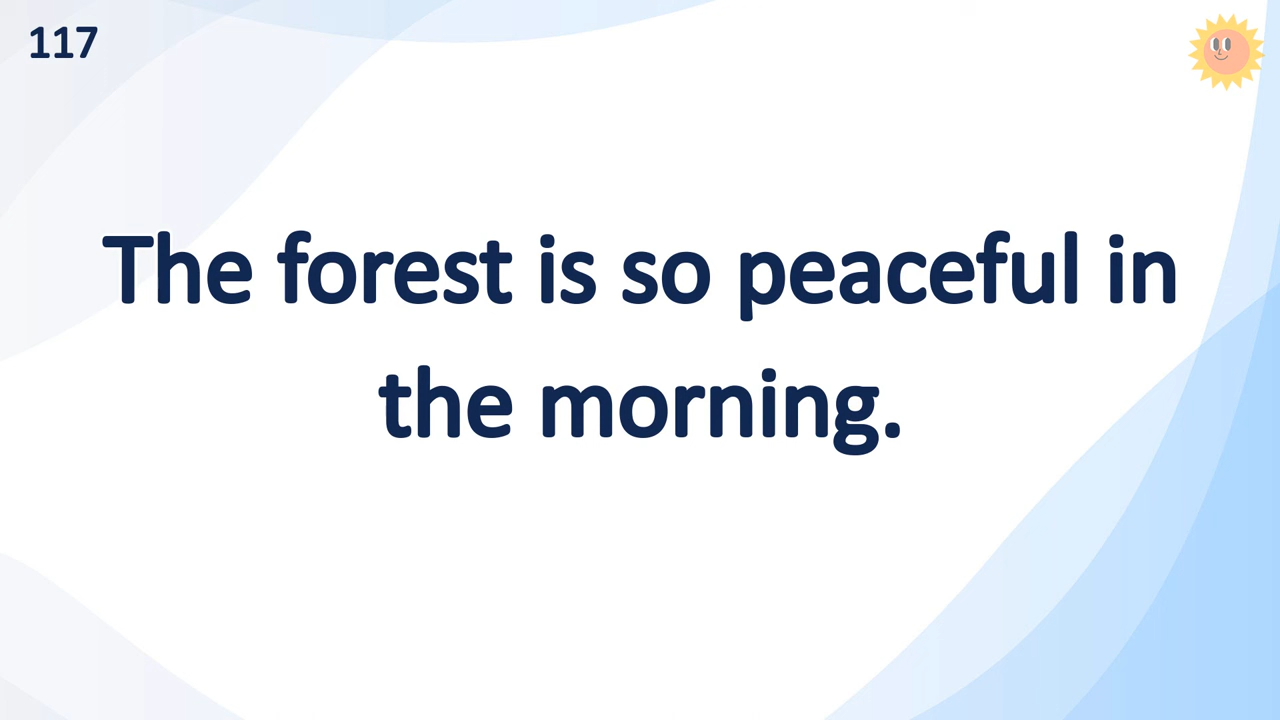 117
The forest is so peaceful in
the morning.